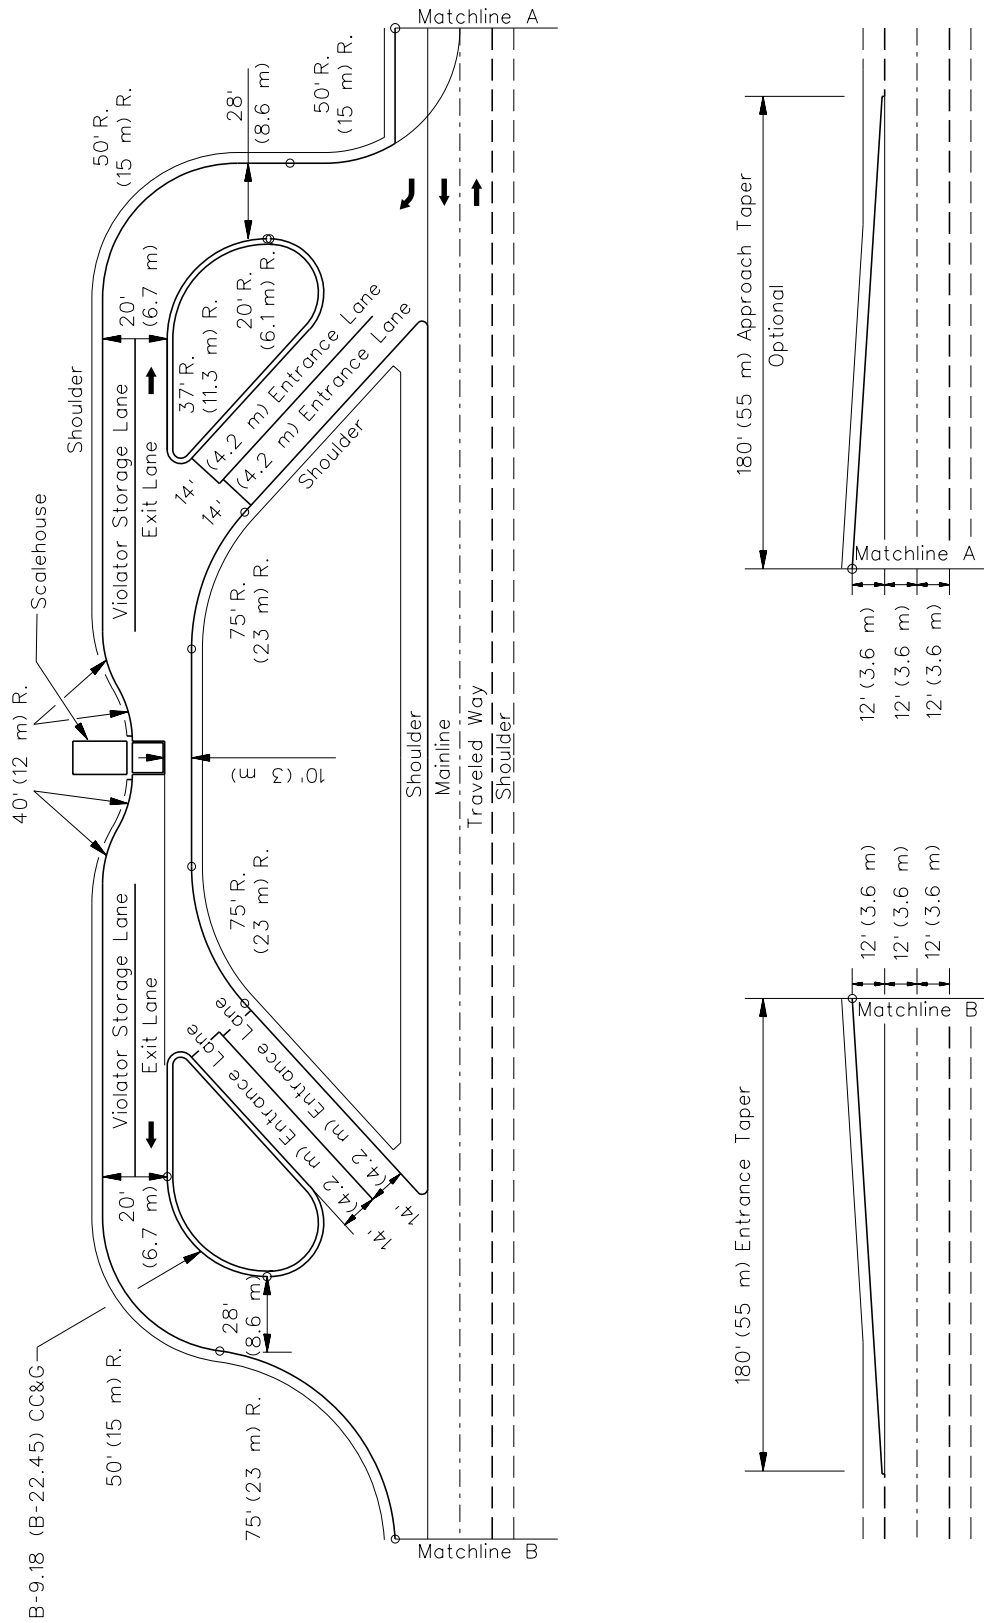 Matchline A
50' R.
(15 m) R.
28'
(8.6 m)
50' R.
(15 m) R.
Shoulder
20'
(6.7 m)
37' R.
(11.3 m) R.
20' R.
(6.1 m) R.
Violator Storage Lane
Exit Lane
14'
(4.2 m) Entrance Lane
14'
(4.2 m) Entrance Lane
Shoulder
Scalehouse
40' (12 m) R.
75' R.
(23 m) R.
10' (3 m)
Shoulder
Mainline
Traveled Way
Shoulder
75' R.
(23 m) R.
Violator Storage Lane
Exit Lane
14'
(4.2 m) Entrance Lane
14'
(4.2 m) Entrance Lane
20'
(6.7 m)
28'
(8.6 m)
B-9.18 (B-22.45) CC&G
50' (15 m) R.
75' (23 m) R.
Matchline B
180' (55 m) Approach Taper
Optional
Matchline A
12' (3.6 m)
12' (3.6 m)
12' (3.6 m)
12' (3.6 m)
12' (3.6 m)
12' (3.6 m)
Matchline B
180' (55 m) Entrance Taper